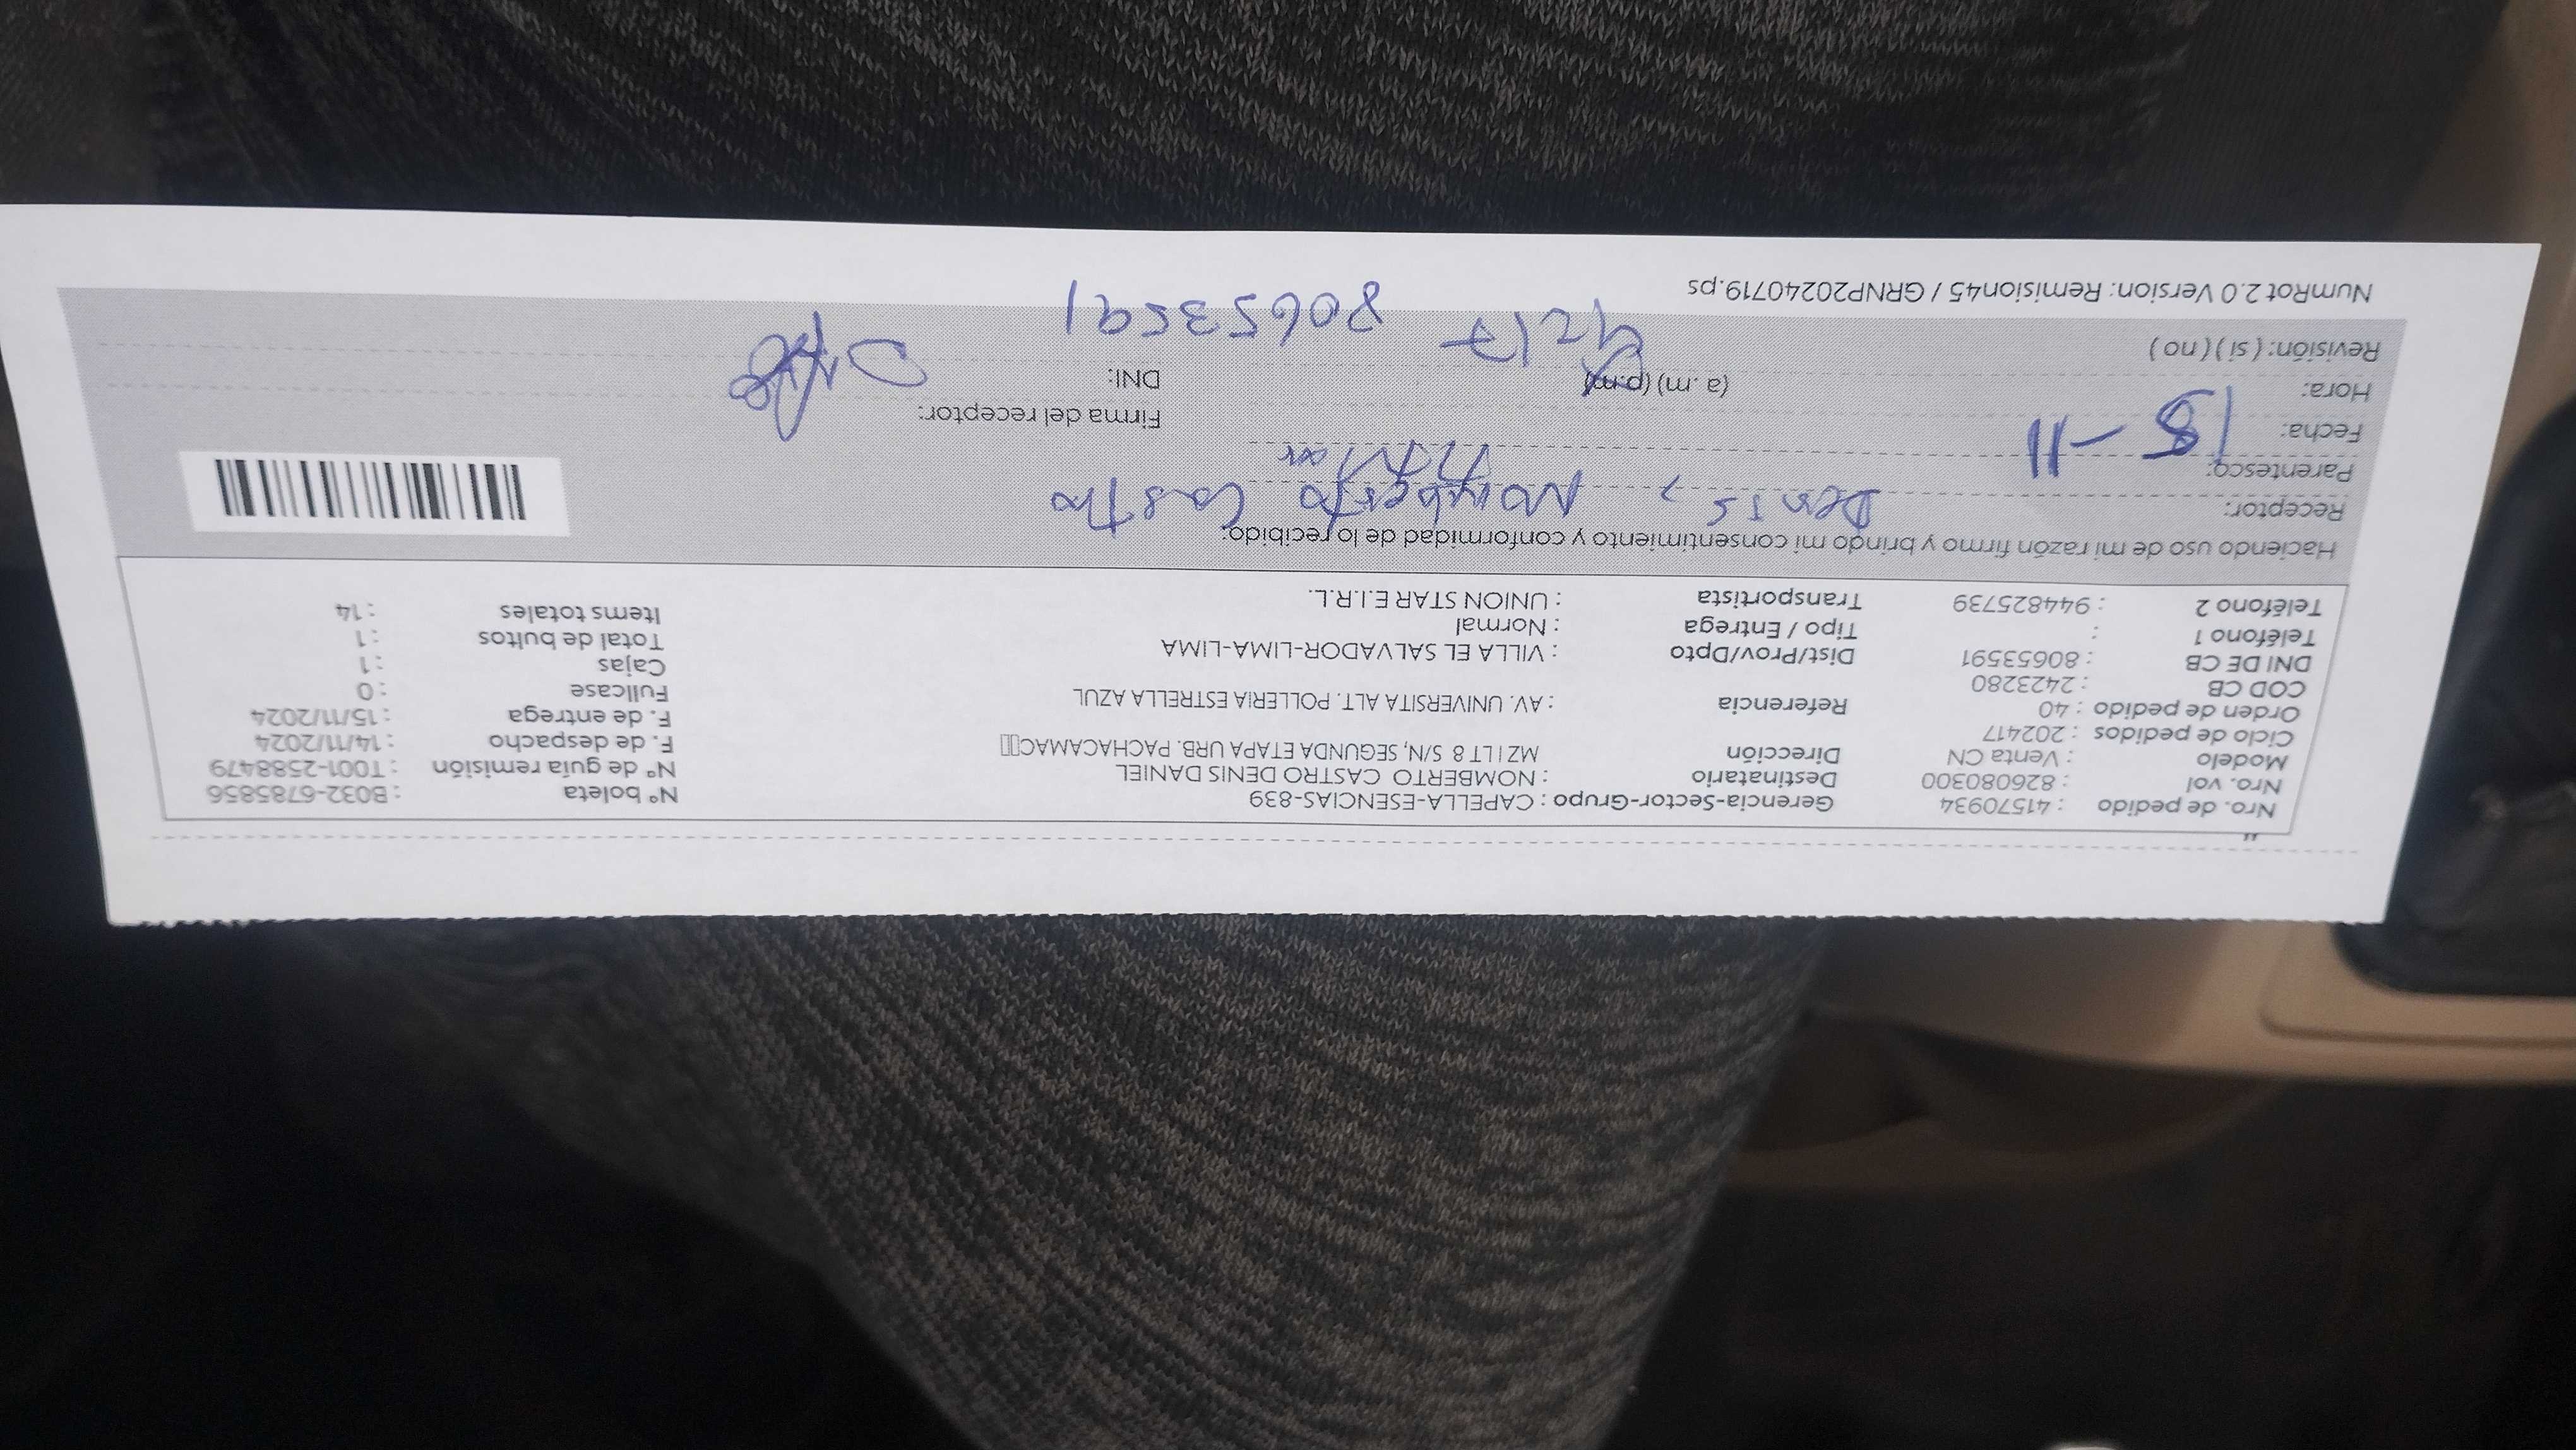 Nro. de pedido : 41570934 Gerencia-Sector-Grupo : CAPELLA-ESENCIAS-839 N° boleta : B032-6785856
Nro. vol : 826080300 Destinatario : NOMBERTO CASTRO DENIS DANIEL N° de guía remisión : T001-2588479
Modelo : Venta CN Dirección MZ I LT 8 S/N, SEGUNDA ETAPA URB. PACHACAMAC F. de despacho : 14/11/2024
Ciclo de pedidos : 202417 F. de entrega : 15/11/2024
Orden de pedido : 40 Referencia : AV. UNIVERSITA ALT. POLLERIA ESTRELLA AZUL Fullcase : 0
COD CB : 2423280 Cajas : 1
DNI DE CB : 80653591 Dist/Prov/Dpto : VILLA EL SALVADOR-LIMA-LIMA Total de bultos : 1
Teléfono 1 : Tipo / Entrega : Normal Items totales : 14
Teléfono 2 : 944825739 Transportista : UNION STAR E.I.R.L.
Haciendo uso de mi razón firmo y brindo mi consentimiento y conformidad de lo recibido:
Receptor: Denis Nomberto Castro
Parentesco:
Fecha: 15-11 Firma del receptor:
Hora: (a.m) (p.m) DNI: 80653591
Revisión: ( si ) ( no )
NumRot 2.0 Version: Remision45 / GRNP20240719.ps